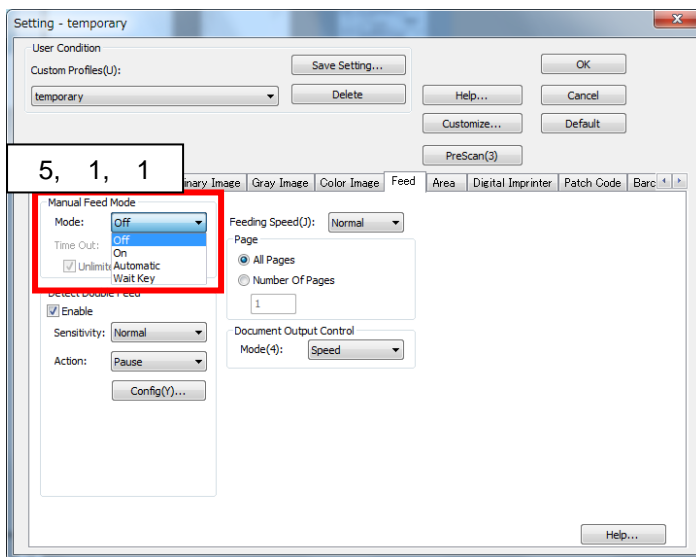 Setting - temporary
User Condition
Custom Profiles(U):
Save Setting...
OK
temporary
Delete
Help...
Cancel
Customize...
Default
PreScan(3)
5, 1, 1
Image Gray Image Color Image Feed Area Digital Imprinter Patch Code Barc
Manual Feed Mode
Mode: Off
Off
On
Automatic
Wait Key
Time Out:
Feeding Speed(J): Normal
Page
All Pages
Number Of Pages
1
Detect Double Feed
Enable
Sensitivity: Normal
Action: Pause
Config(Y)...
Document Output Control
Mode(4): Speed
Help...